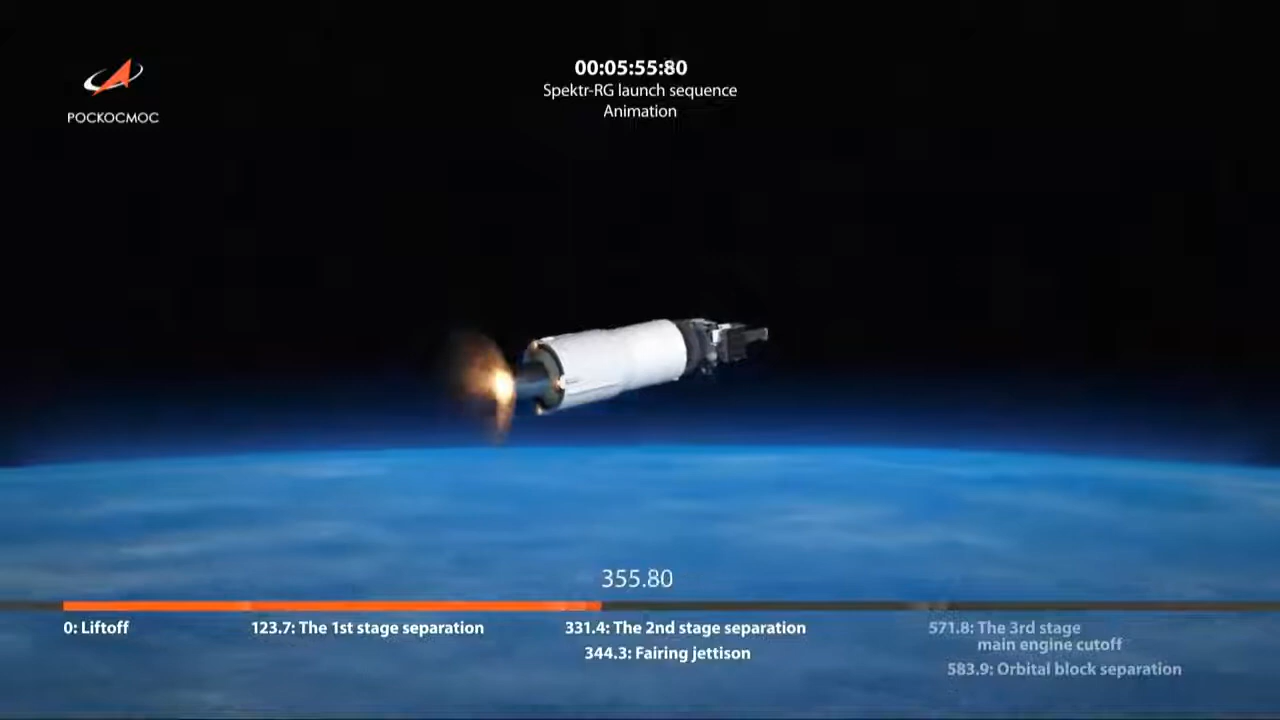 00:05:55:80
Spektr-RG launch sequence
Animation
РОСКОСМОС
355.80
0: Liftoff
123.7: The 1st stage separation
331.4: The 2nd stage separation
344.3: Fairing jettison
571.8: The 3rd stage
main engine cutoff
583.9: Orbital block separation